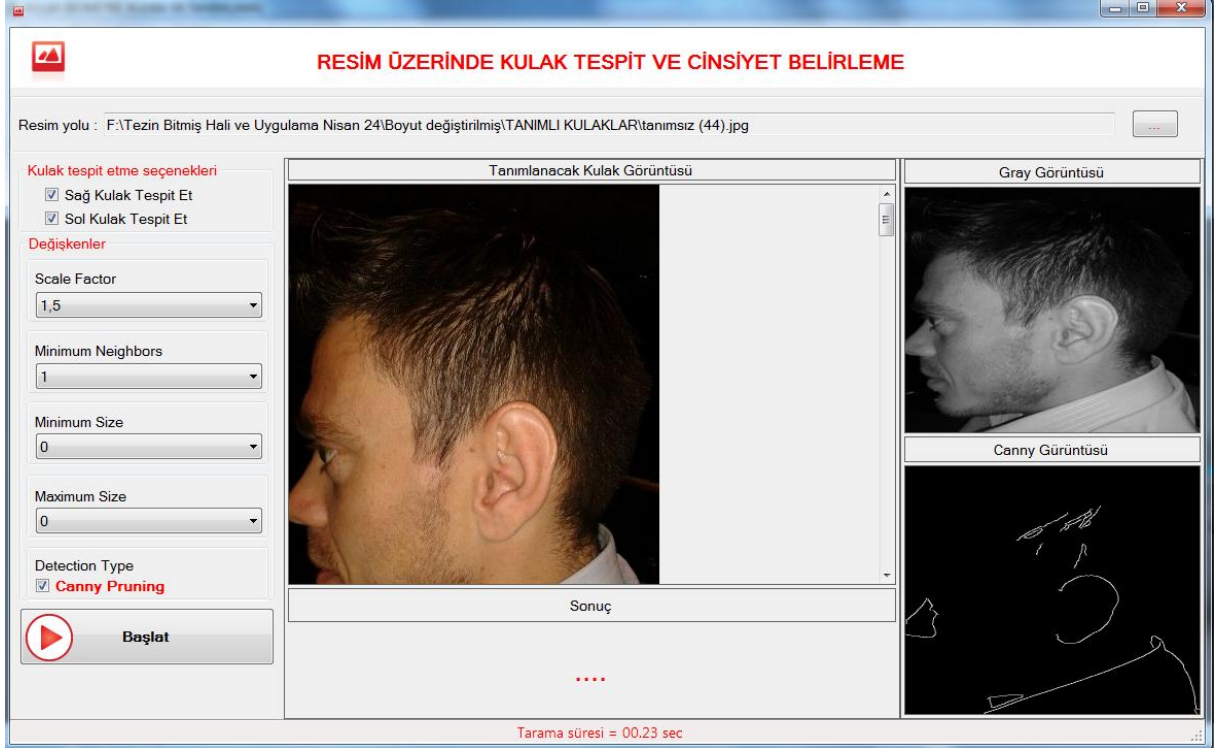 RESİM ÜZERİNDE KULAK TESPİT VE CİNSİYET BELİRLEME
Resim yolu : F:\Tezin Bitmiş Hali ve Uygulama Nisan 24\Boyut değiştirilmiş\TANIMLI KULAKLAR\tanımsız (44).jpg
...
Kulak tespit etme seçenekleri
Sağ Kulak Tespit Et
Sol Kulak Tespit Et
Değişkenler
Scale Factor
1,5
Minimum Neighbors
1
Minimum Size
0
Maximum Size
0
Detection Type
Canny Pruning
Başlat
Tanımlanacak Kulak Görüntüsü
Sonuç
....
Gray Görüntüsü
Canny Gürüntüsü
Tarama süresi = 00.23 sec